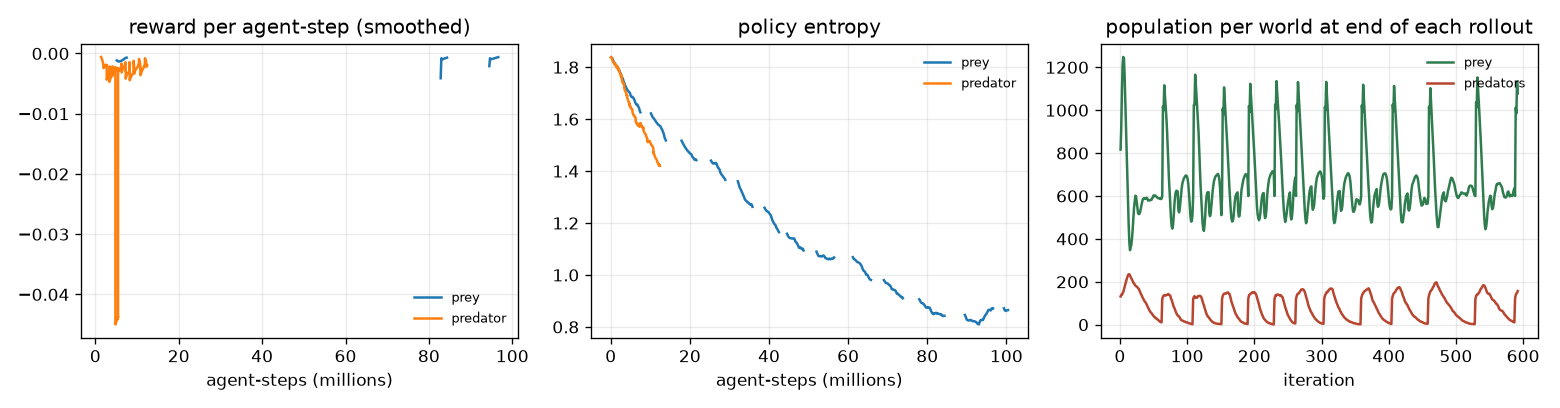 reward per agent-step (smoothed)
0.00
−0.01
−0.02
−0.03
−0.04
0 20 40 60 80 100
agent-steps (millions)
prey
predator
policy entropy
1.8
1.6
1.4
1.2
1.0
0.8
0 20 40 60 80 100
agent-steps (millions)
prey
predator
population per world at end of each rollout
1200
1000
800
600
400
200
0
0 100 200 300 400 500 600
iteration
prey
predators